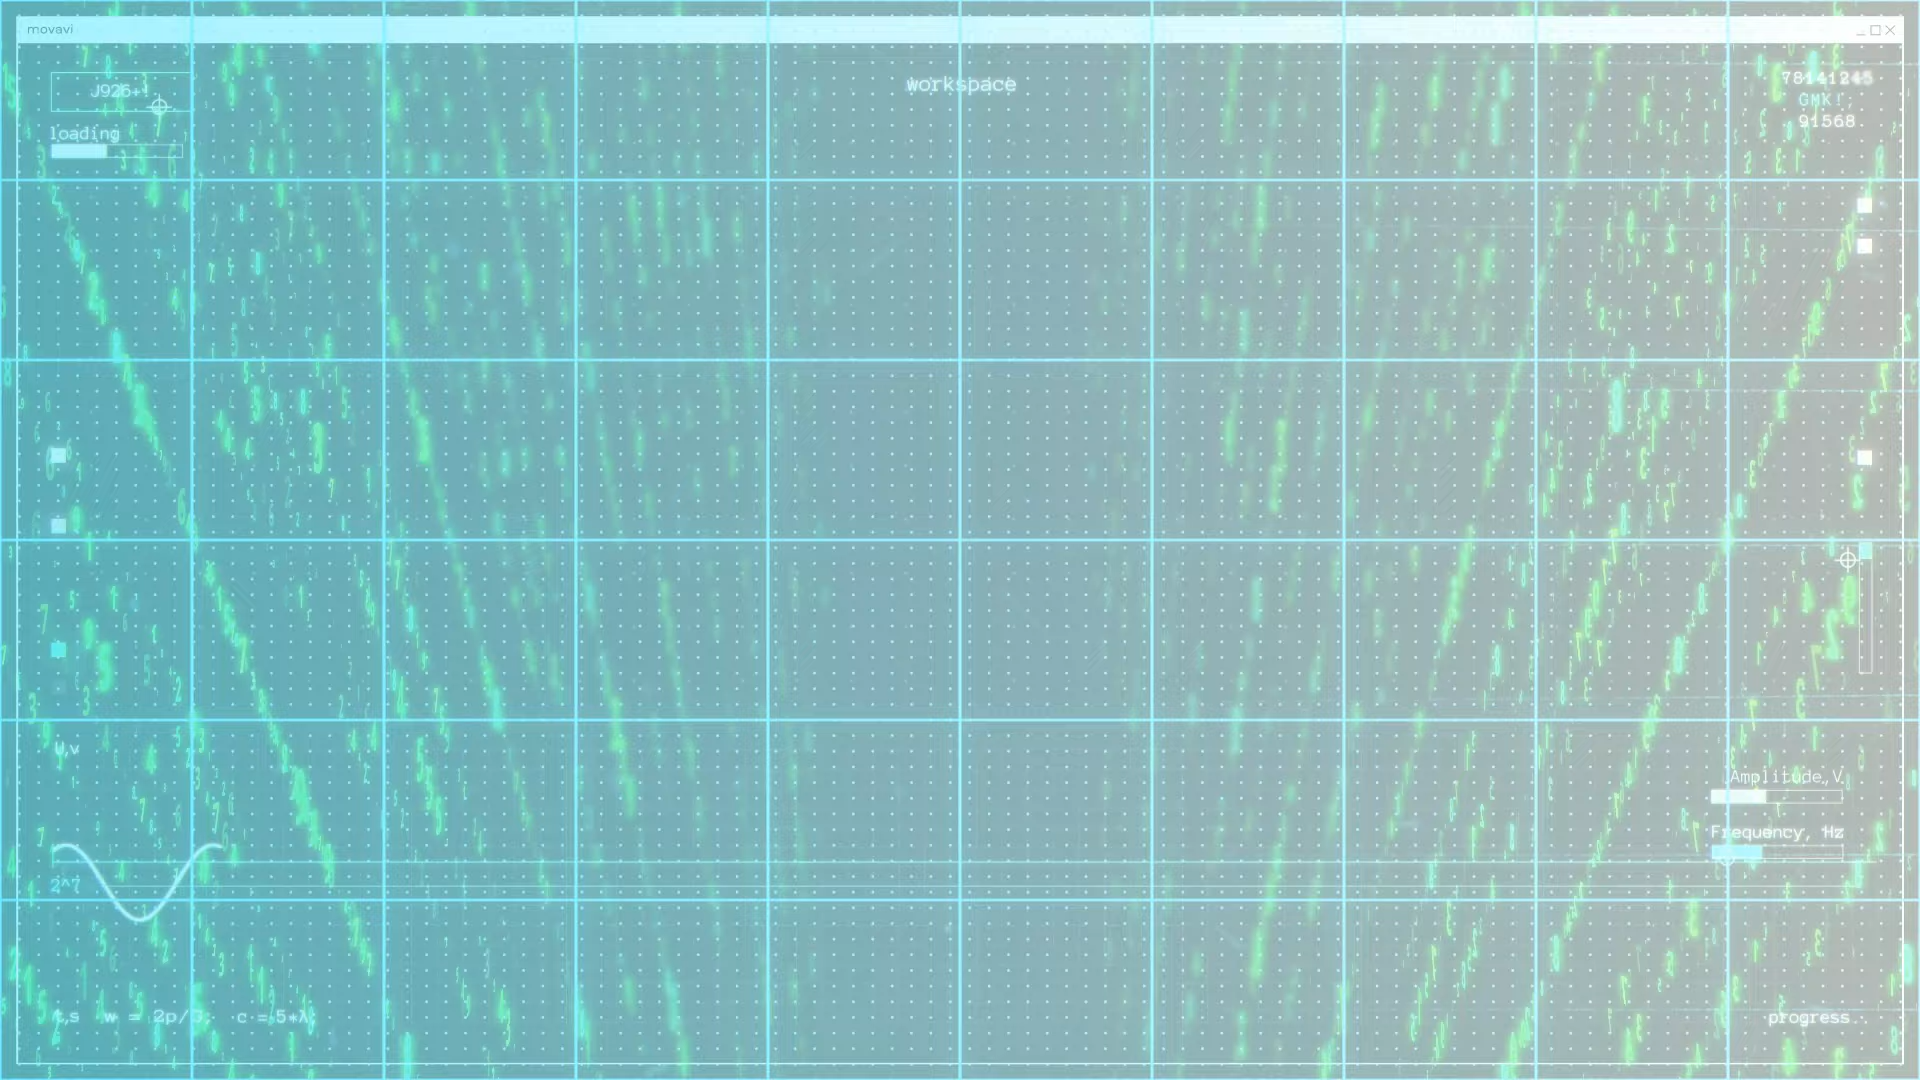 movavi
J926+!
workspace
78141245
GMK!;
91568.
loading
U,v
Amplitude,V
Frequency, Hz
2^7
t,s w = 2p/ c = 5*λ;
progress..